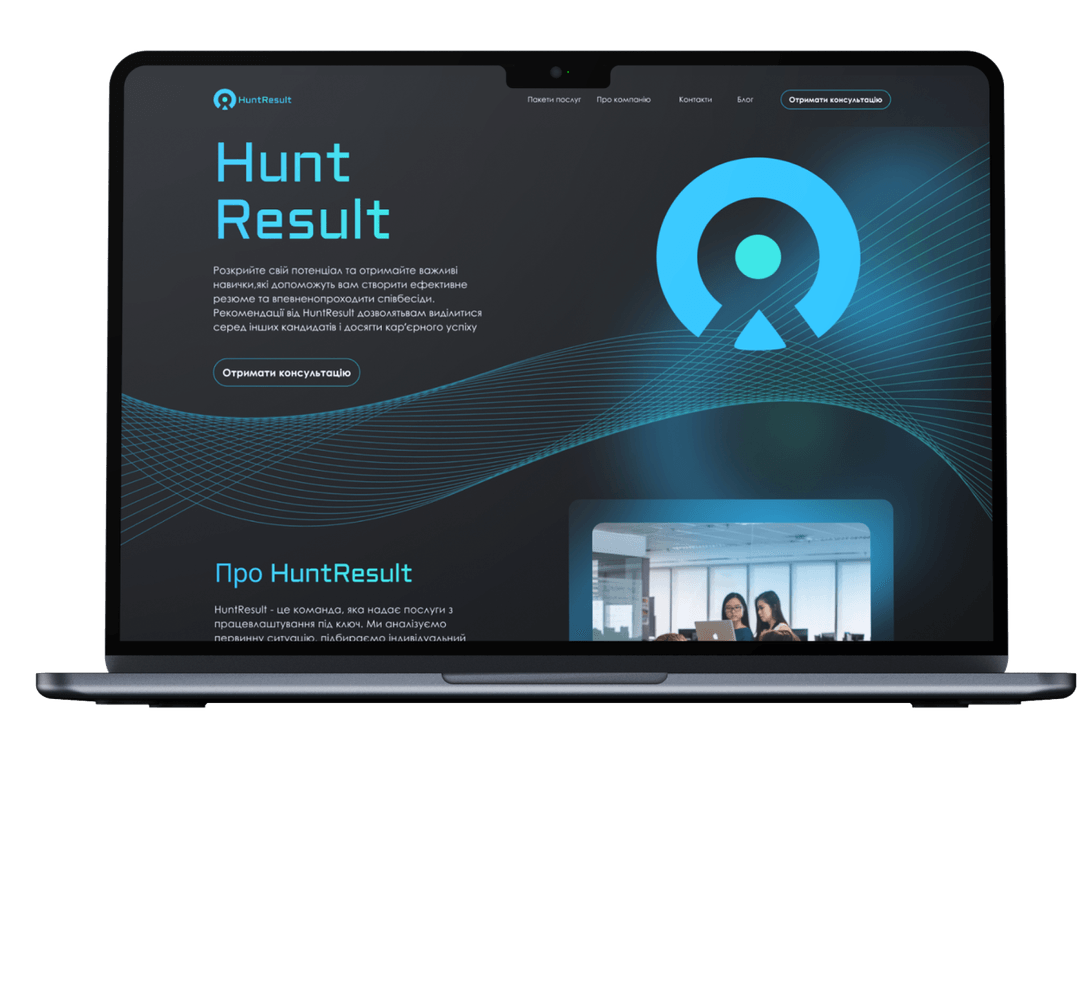 HuntResult
Пакети послуг
Про компанію
Контакти
Блог
Отримати консультацію
Hunt
Result
Розкрийте свій потенціал та отримайте важливі
навички,які допоможуть вам створити ефективне
резюме та впевненопроходити співбесіди.
Рекомендації від HuntResult дозволятьвам виділитися
серед інших кандидатів і досягти кар'єрного успіху
Отримати консультацію
Про HuntResult
HuntResult - це команда, яка надає послуги з
працевлаштування під ключ. Ми аналізуємо
первинну ситуацію, підбираємо індивідуальний